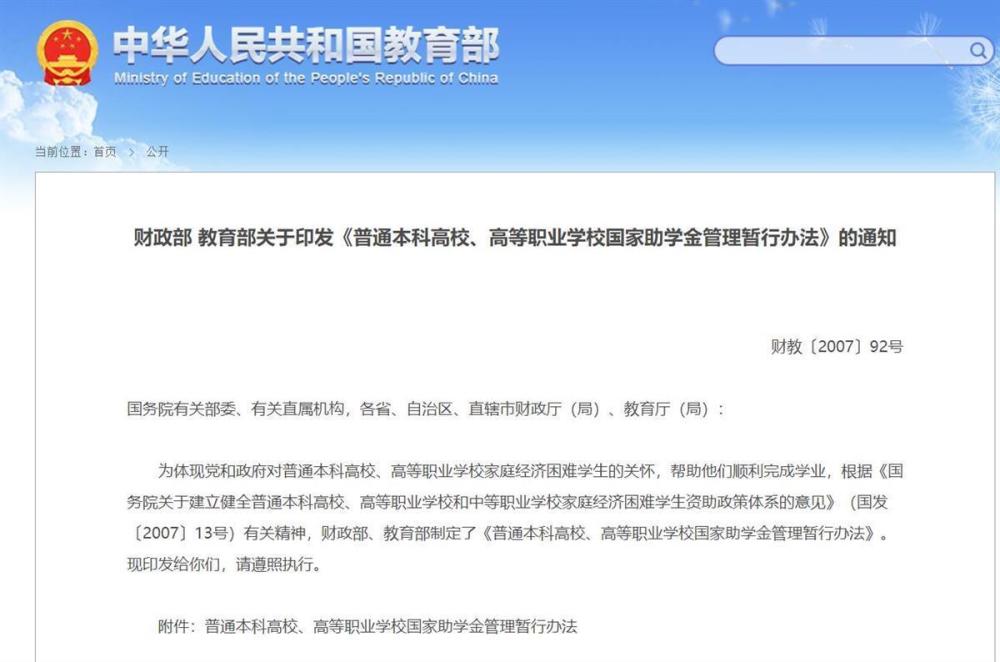 中华人民共和国教育部
Ministry of Education of the People's Republic of China
当前位置：首页 > 公开
财政部 教育部关于印发《普通本科高校、高等职业学校国家助学金管理暂行办法》的通知
财教〔2007〕92号
国务院有关部委、有关直属机构，各省、自治区、直辖市财政厅（局）、教育厅（局）：
为体现党和政府对普通本科高校、高等职业学校家庭经济困难学生的关怀，帮助他们顺利完成学业，根据《国
务院关于建立健全普通本科高校、高等职业学校和中等职业学校家庭经济困难学生资助政策体系的意见》（国发
〔2007〕13号）有关精神，财政部、教育部制定了《普通本科高校、高等职业学校国家助学金管理暂行办法》。
现印发给你们，请遵照执行。
附件：普通本科高校、高等职业学校国家助学金管理暂行办法